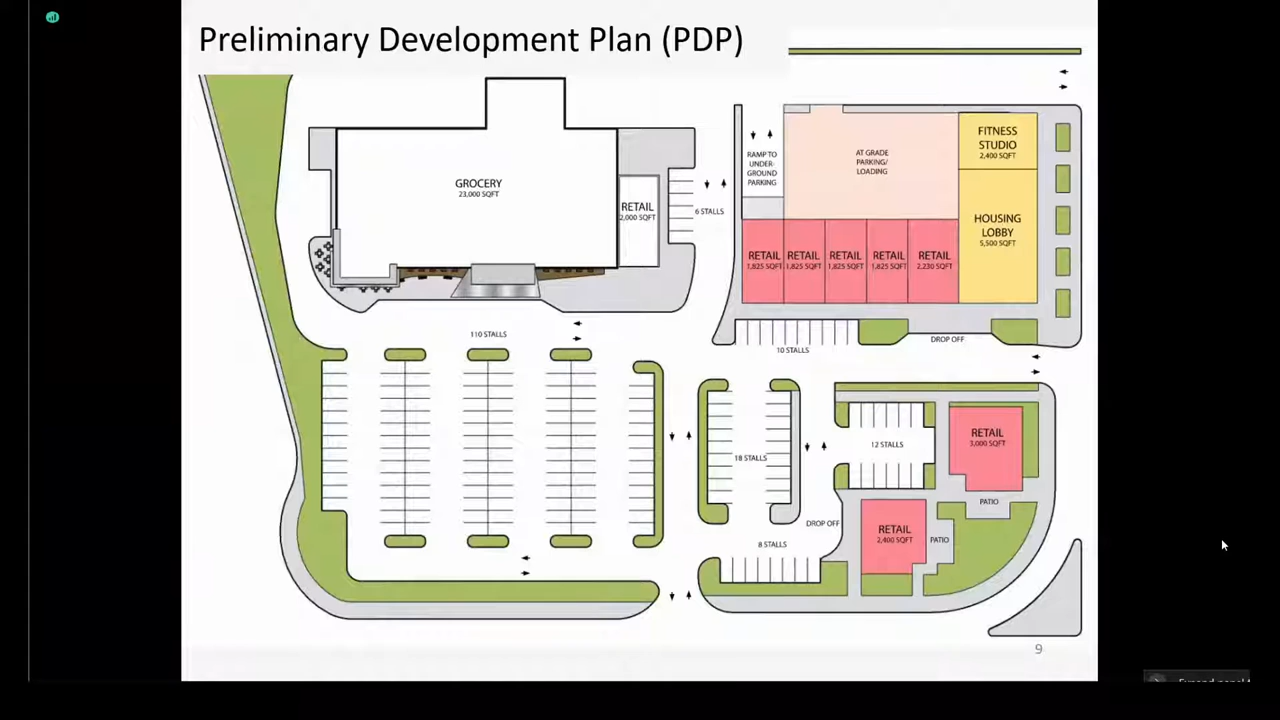 Preliminary Development Plan (PDP)
GROCERY
23,000 SQFT
RETAIL
2,000 SQFT
6 STALLS
RAMP TO
UNDER-
GROUND
PARKING
AT GRADE
PARKING/
LOADING
FITNESS
STUDIO
2,400 SQFT
HOUSING
LOBBY
5,500 SQFT
RETAIL
1,825 SQFT
RETAIL
1,825 SQFT
RETAIL
1,825 SQFT
RETAIL
1,825 SQFT
RETAIL
2,230 SQFT
110 STALLS
10 STALLS
DROP OFF
18 STALLS
12 STALLS
RETAIL
3,000 SQFT
PATIO
DROP OFF
RETAIL
2,400 SQFT
PATIO
8 STALLS
9